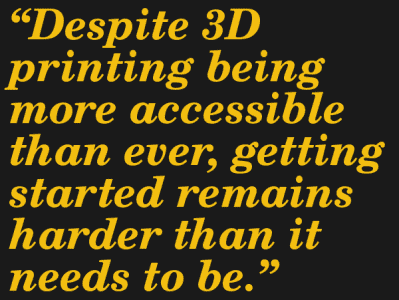 “Despite 3D
printing being
more accessible
than ever, getting
started remains
harder than it
needs to be.”